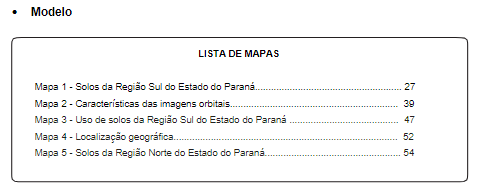 • Modelo
LISTA DE MAPAS
Mapa 1 - Solos da Região Sul do Estado do Paraná........................................................ 27
Mapa 2 - Características das imagens orbitais................................................................ 39
Mapa 3 - Uso de solos da Região Sul do Estado do Paraná .......................................... 47
Mapa 4 - Localização geográfica...................................................................................... 52
Mapa 5 - Solos da Região Norte do Estado do Paraná.................................................... 54